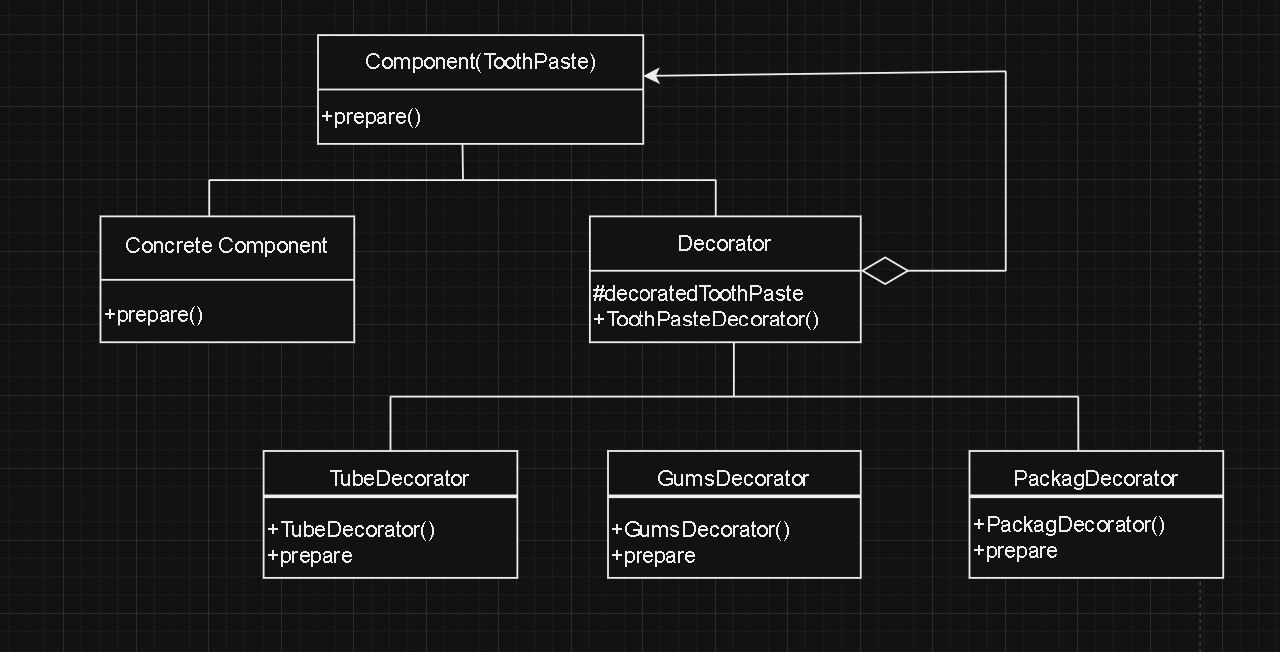 Component(ToothPaste)
+prepare()
Concrete Component
+prepare()
Decorator
#decoratedToothPaste
+ToothPasteDecorator()
TubeDecorator
+TubeDecorator()
+prepare
GumsDecorator
+GumsDecorator()
+prepare
PackagDecorator
+PackagDecorator()
+prepare